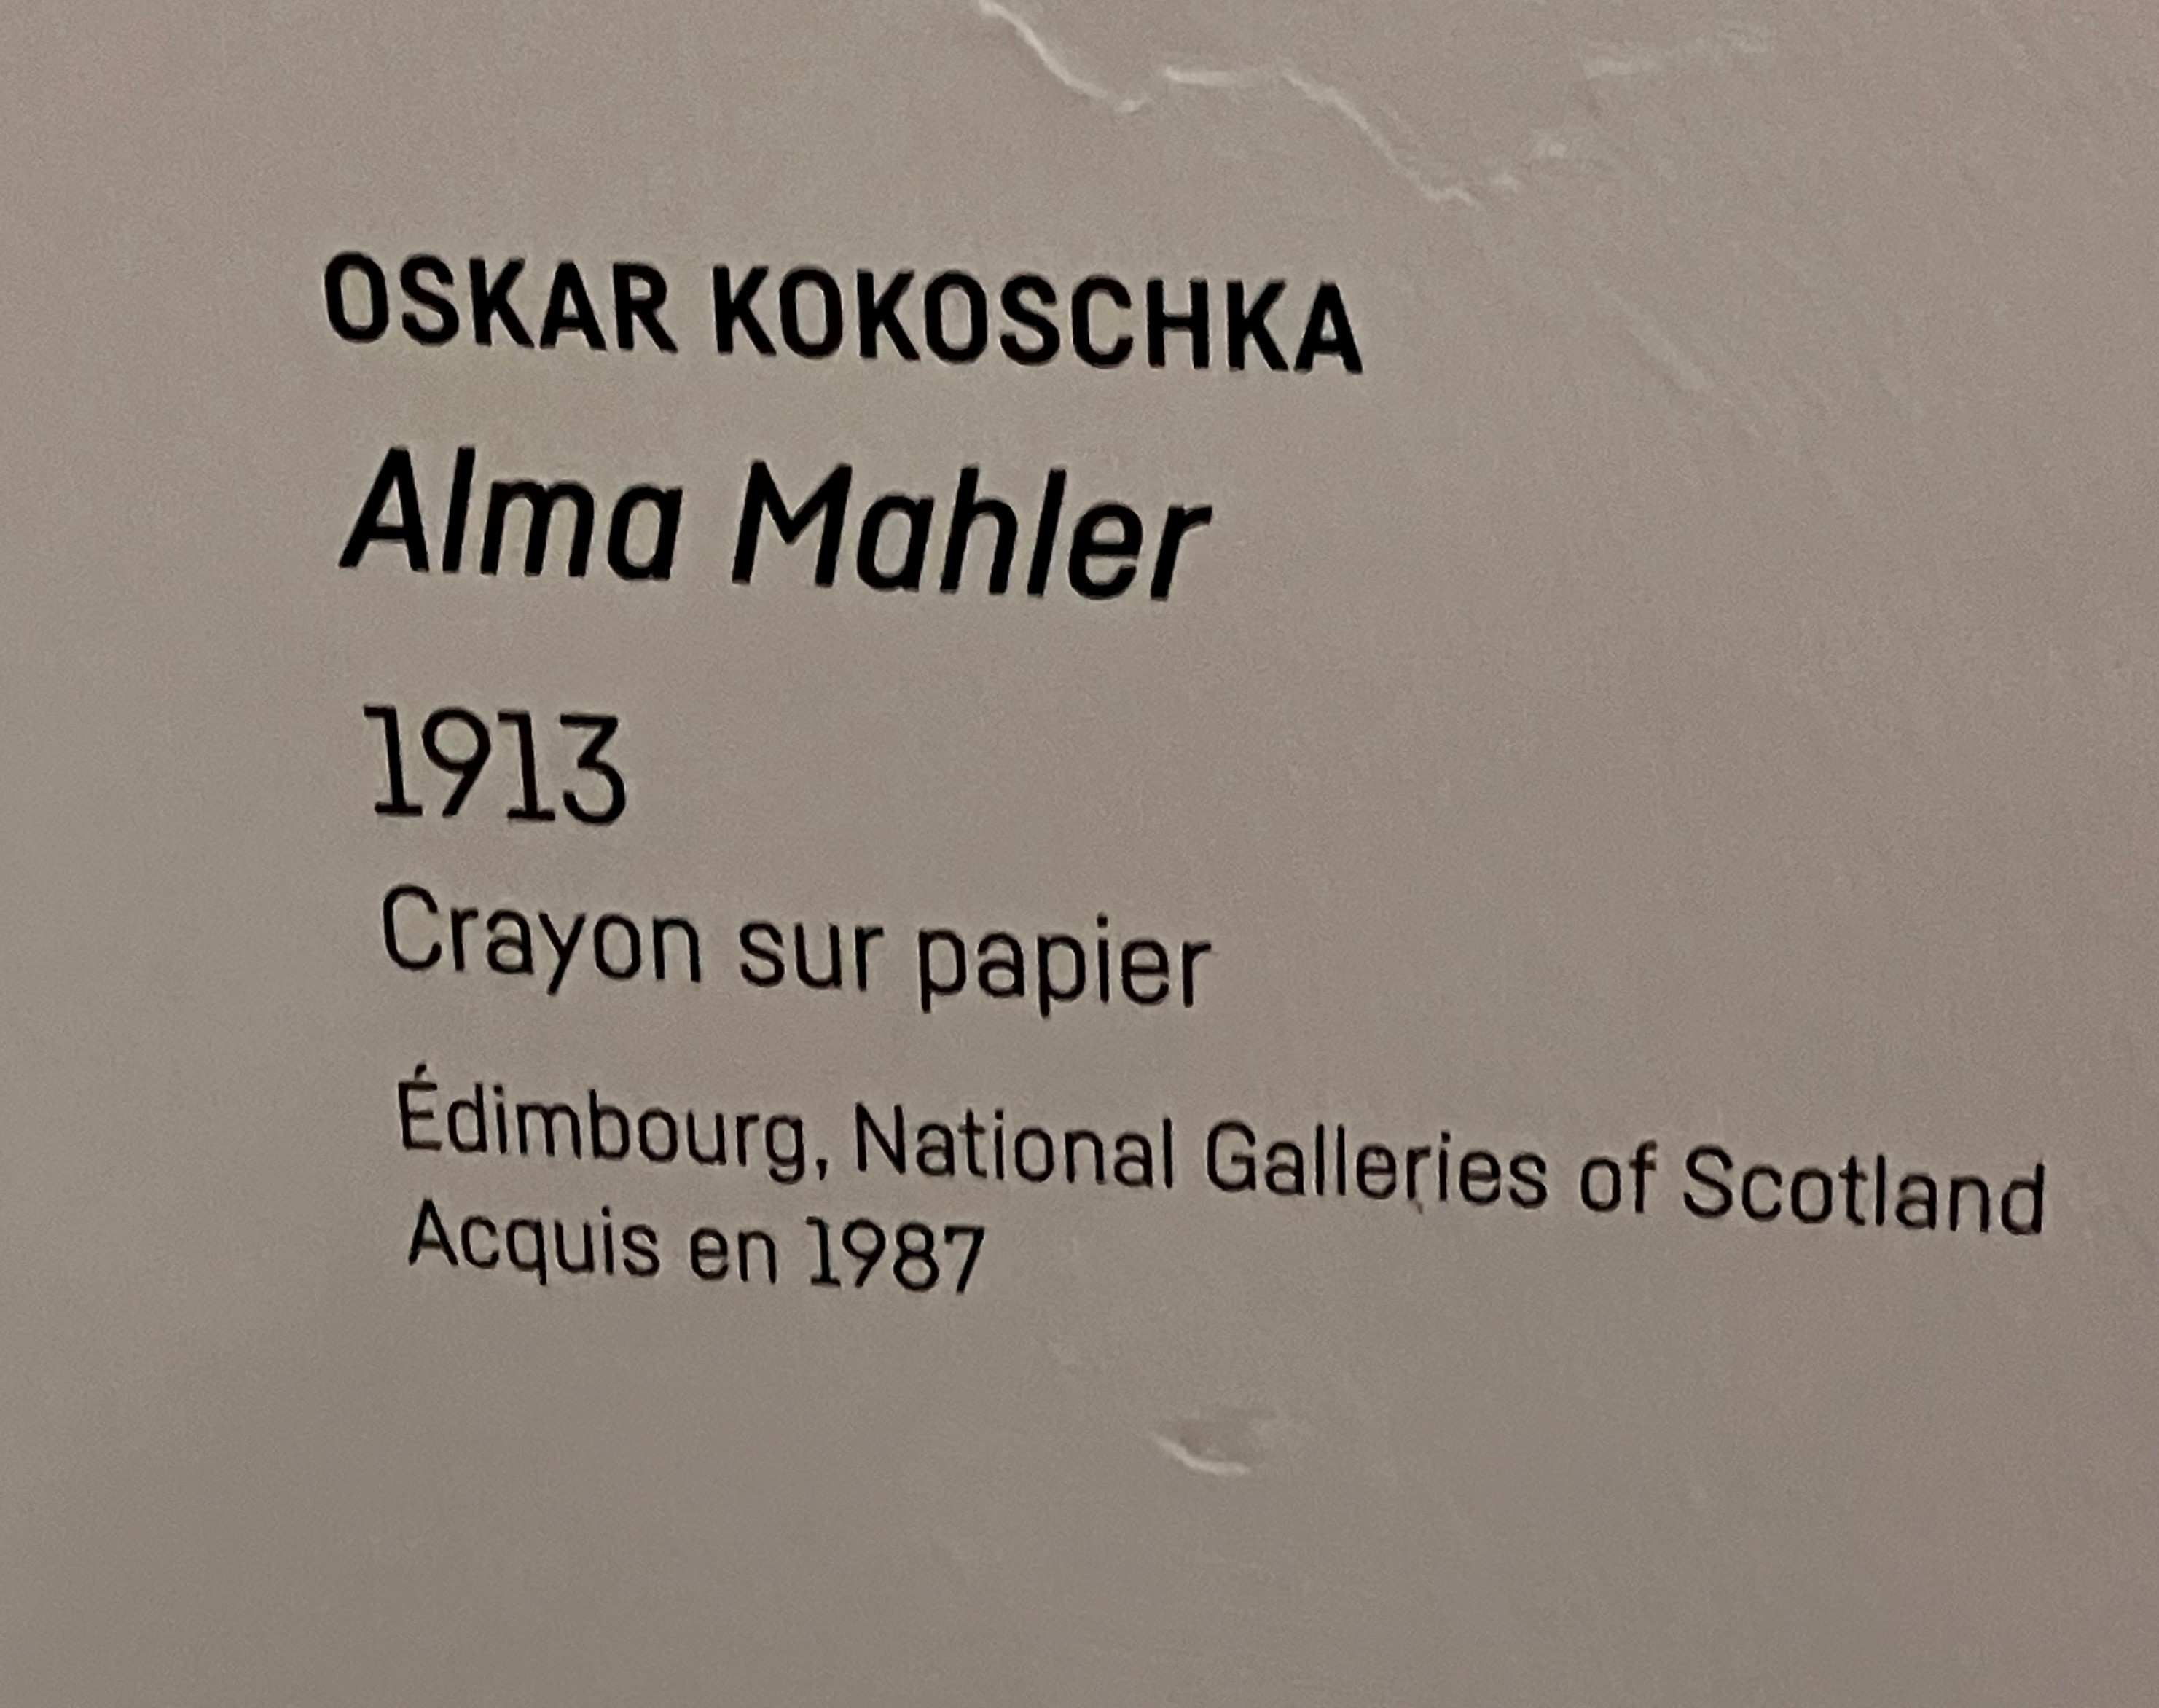 OSKAR KOKOSCHKA
Alma Mahler
1913
Crayon sur papier
Édimbourg, National Galleries of Scotland
Acquis en 1987